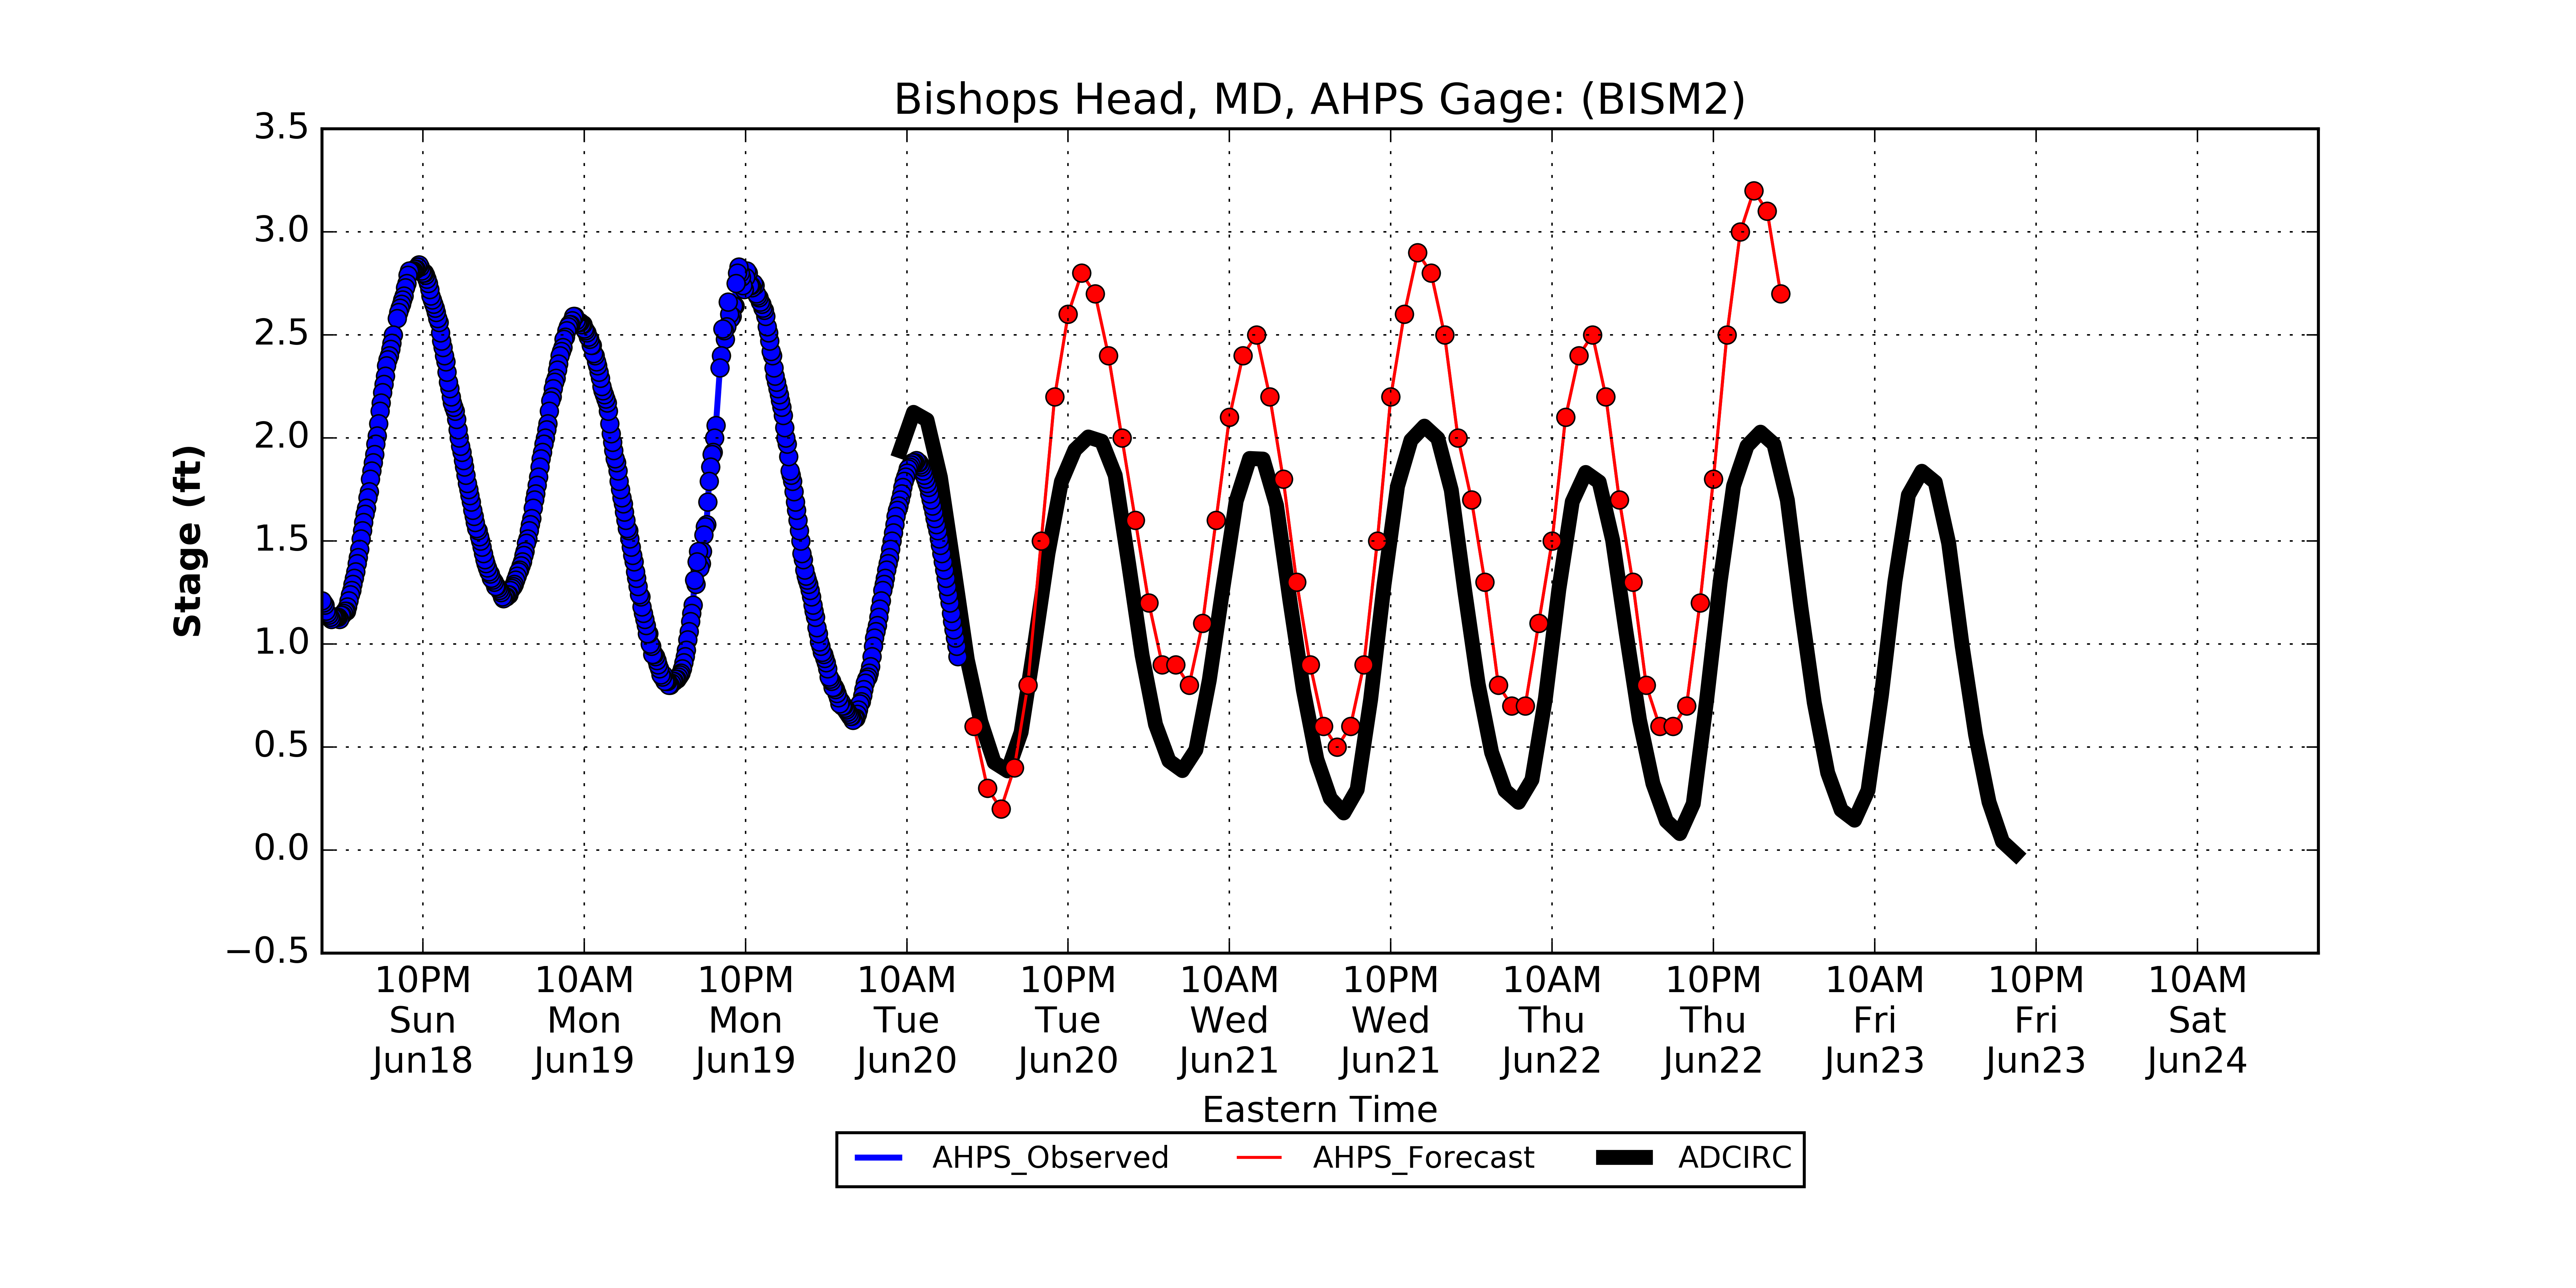 Bishops Head, MD, AHPS Gage: (BISM2)
3.5
3.0
2.5
2.0
1.5
1.0
0.5
0.0
−0.5
Stage (ft)
10PM 10AM 10PM 10AM 10PM 10AM 10PM 10AM 10PM 10AM 10PM 10AM
Sun Mon Mon Tue Tue Wed Wed Thu Thu Fri Fri Sat
Jun18 Jun19 Jun19 Jun20 Jun20 Jun21 Jun21 Jun22 Jun22 Jun23 Jun23 Jun24
Eastern Time
AHPS_Observed AHPS_Forecast ADCIRC